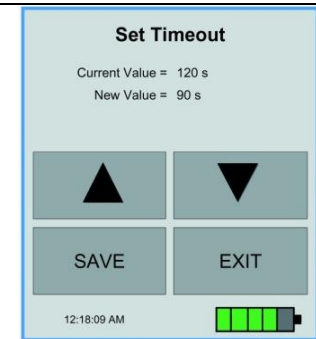 Set Timeout
Current Value = 120 s
New Value = 90 s
SAVE EXIT
12:18:09 AM